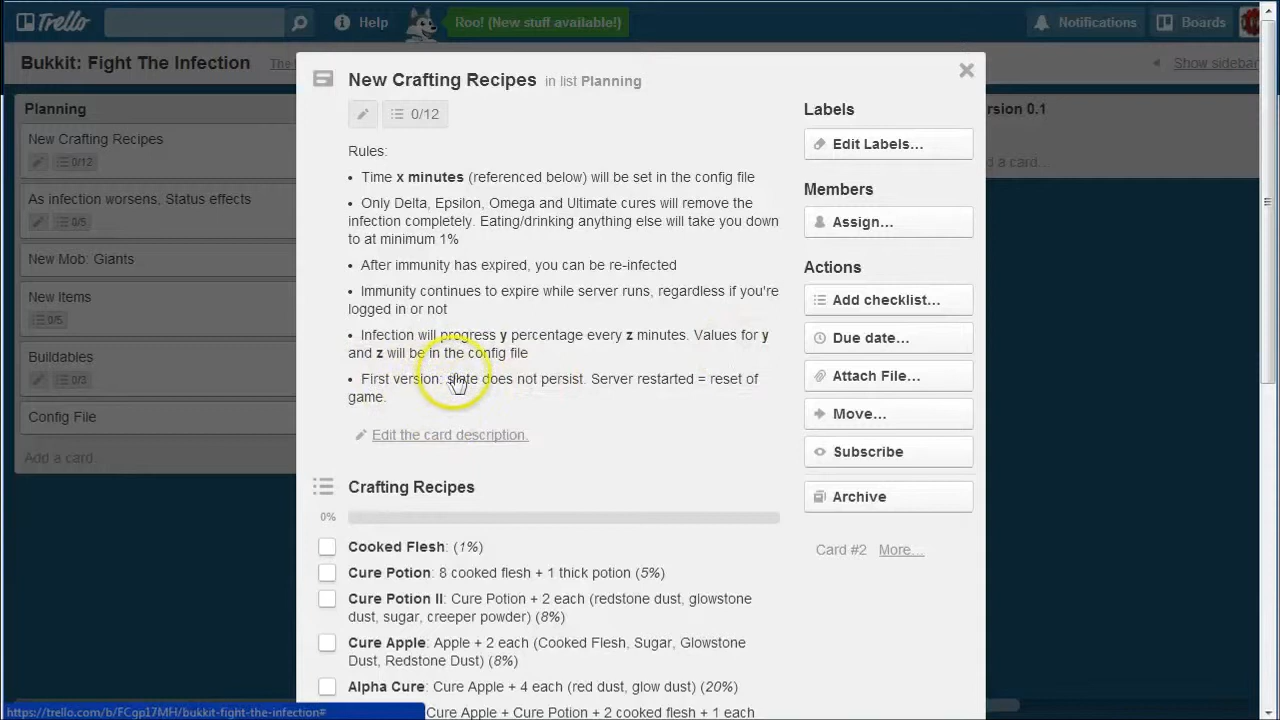 Trello
Help
Roo! (New stuff available!)
Notifications
Boards
Bukkit: Fight The Infection
Show sidebar
Planning
New Crafting Recipes
0/12
As infection worsens, Status effects
0/5
New Mob: Giants
New Items
0/5
Buildables
0/3
Config File
Add a card.
New Crafting Recipes in list Planning
0/12
Rules:
• Time x minutes (referenced below) will be set in the config file
• Only Delta, Epsilon, Omega and Ultimate cures will remove the
infection completely. Eating/drinking anything else will take you down
to at minimum 1%
• After immunity has expired, you can be re-infected
• Immunity continues to expire while server runs, regardless if you're
logged in or not
• Infection will progress y percentage every z minutes. Values for y
and z will be in the config file
• First version: state does not persist. Server restarted = reset of
game.
Edit the card description.
Crafting Recipes
0%
Cooked Flesh: (1%)
Cure Potion: 8 cooked flesh + 1 thick potion (5%)
Cure Potion II: Cure Potion + 2 each (redstone dust, glowstone
dust, sugar, creeper powder) (8%)
Cure Apple: Apple + 2 each (Cooked Flesh, Sugar, Glowstone
Dust, Redstone Dust) (8%)
Alpha Cure: Cure Apple + 4 each (red dust, glow dust) (20%)
Cure Apple + Cure Potion + 2 cooked flesh + 1 each
Labels
Edit Labels...
Members
Assign...
Actions
Add checklist...
Due date...
Attach File...
Move...
Subscribe
Archive
Card #2 More...
ersion 0.1
d a card...
https://trello.com/b/FCgp17MH/bukkit-fight-the-infection#